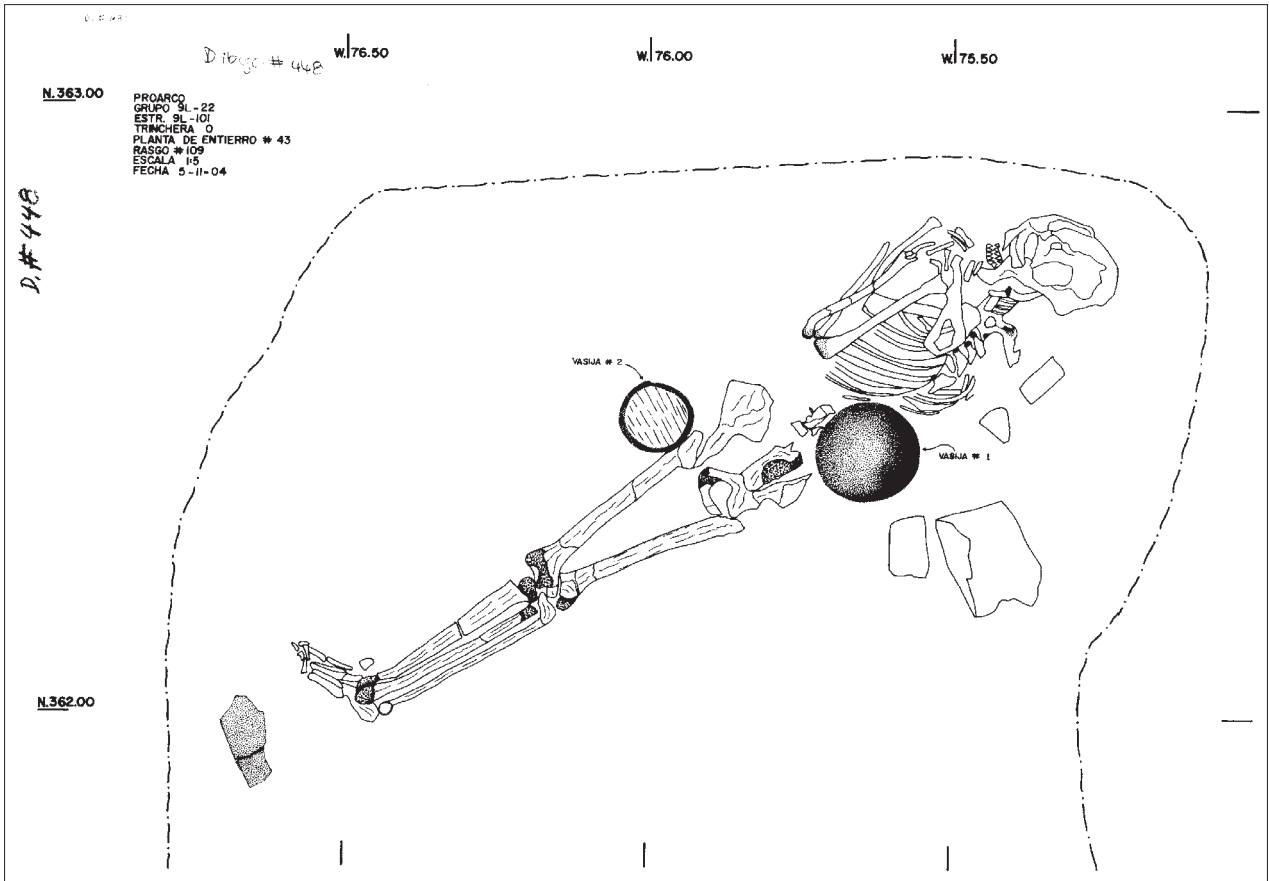 Dibujo # 448
W. 76.50
W. 76.00
W. 75.50
N. 363.00
PROARCO
GRUPO 9L-22
ESTR. 9L-101
TRINCHERA O
PLANTA DE ENTIERRO # 43
RASGO # 109
ESCALA 1:5
FECHA 5-11-04
D. # 448
VASIJA # 2
VASIJA # 1
N. 362.00